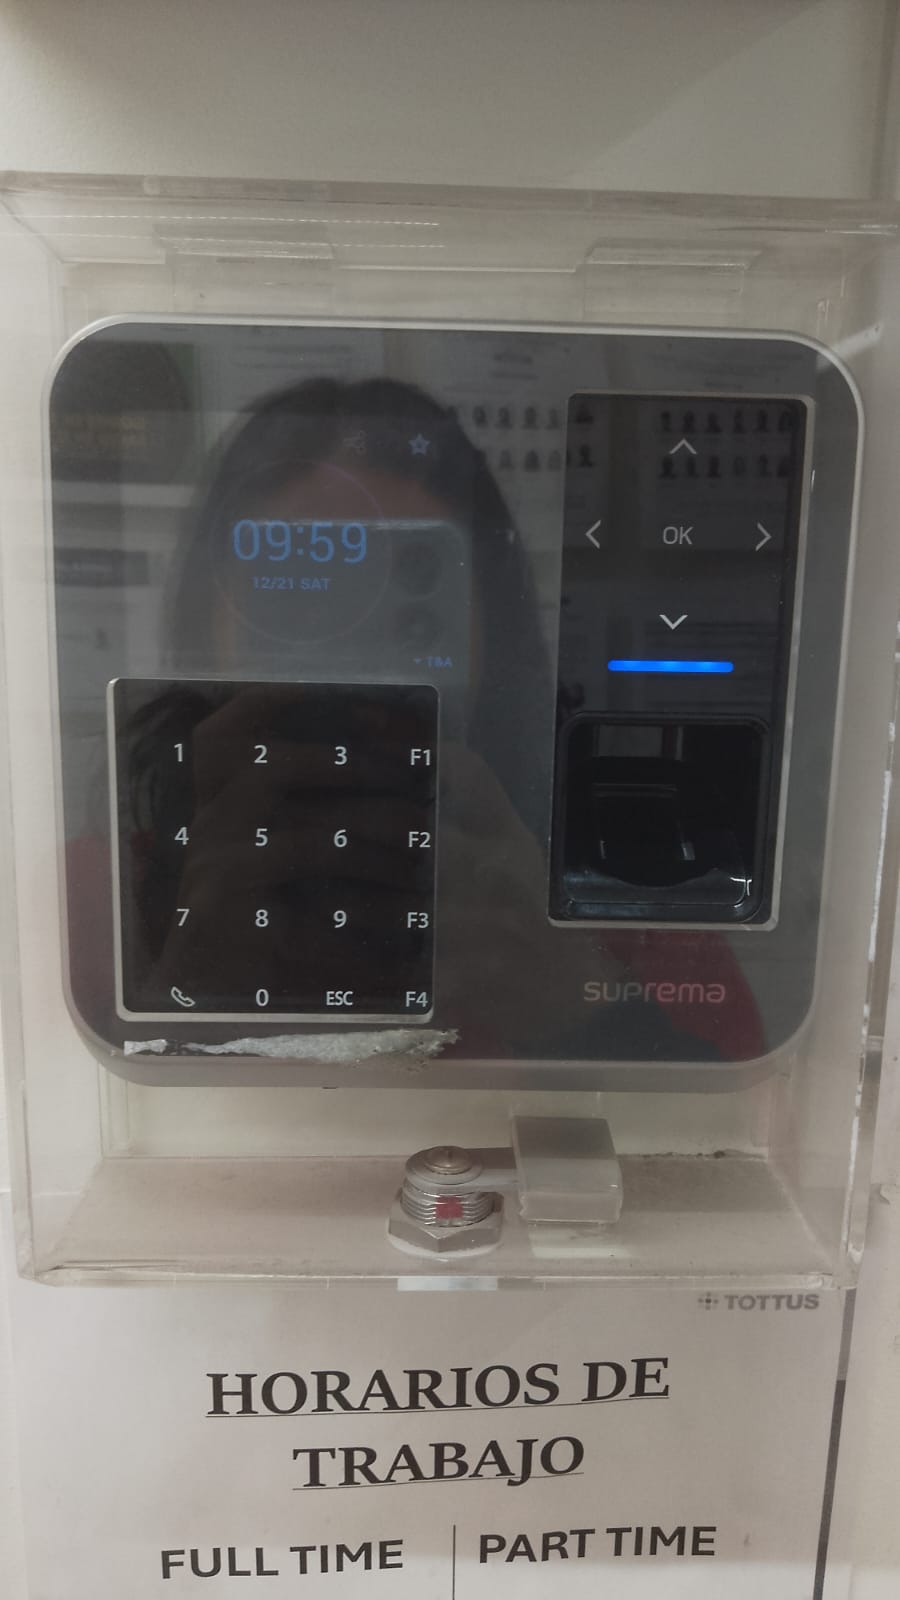 09:59
12/21 SAT
T&A
OK
1 2 3 F1
4 5 6 F2
7 8 9 F3
0 ESC F4
suprema
TOTTUS
HORARIOS DE
TRABAJO
FULL TIME
PART TIME